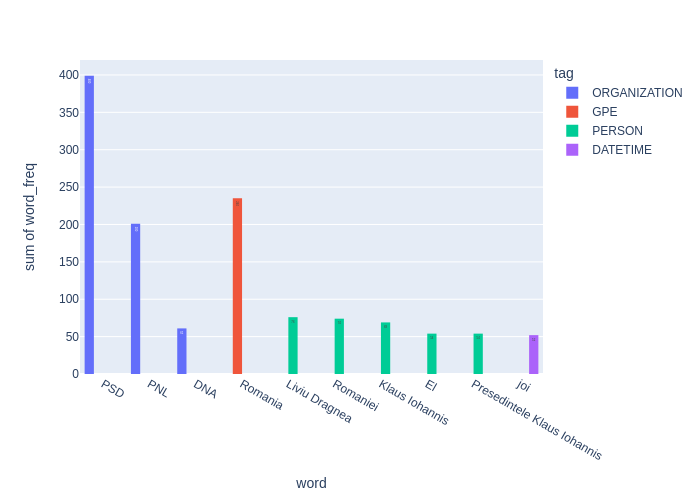 tag
ORGANIZATION
GPE
PERSON
DATETIME
sum of word_freq
400
350
300
250
200
150
100
50
0
PSD
PNL
DNA
Romania
Liviu Dragnea
Romaniei
Klaus Iohannis
El
Presedintele Klaus Iohannis
joi
word